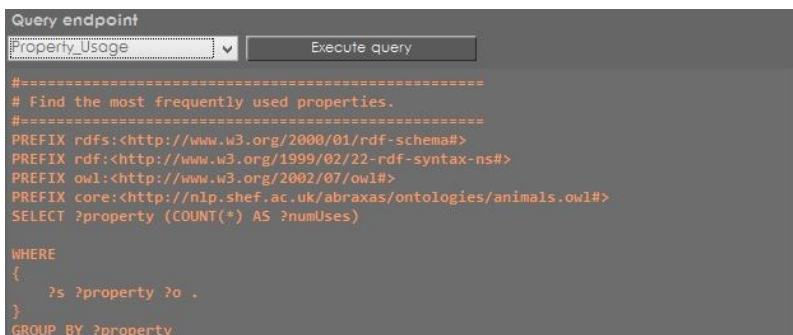 Query endpoint
Property_Usage Execute query
#===================================================
# Find the most frequently used properties.
#===================================================
PREFIX rdfs:<http://www.w3.org/2000/01/rdf-schema#>
PREFIX rdf:<http://www.w3.org/1999/02/22-rdf-syntax-ns#>
PREFIX owl:<http://www.w3.org/2002/07/owl#>
PREFIX core:<http://nlp.shef.ac.uk/abraxas/ontologies/animals.owl#>
SELECT ?property (COUNT(*) AS ?numUses)
WHERE
{
?s ?property ?o .
}
GROUP BY ?property